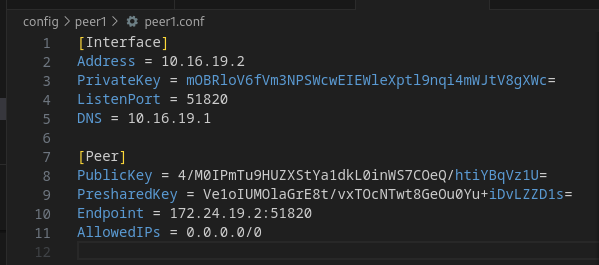 config > peer1 > peer1.conf
1 [Interface]
2 Address = 10.16.19.2
3 PrivateKey = mOBRloV6fVm3NPSWcwEIEWleXptl9nqi4mWJtV8gXWc=
4 ListenPort = 51820
5 DNS = 10.16.19.1
6
7 [Peer]
8 PublicKey = 4/M0IPmTu9HUZXStYa1dkL0inWS7COeQ/htiYBqVz1U=
9 PresharedKey = Ve1oIUMOlaGrE8t/vxTOcNTwt8GeOu0Yu+iDvLZZD1s=
10 Endpoint = 172.24.19.2:51820
11 AllowedIPs = 0.0.0.0/0
12